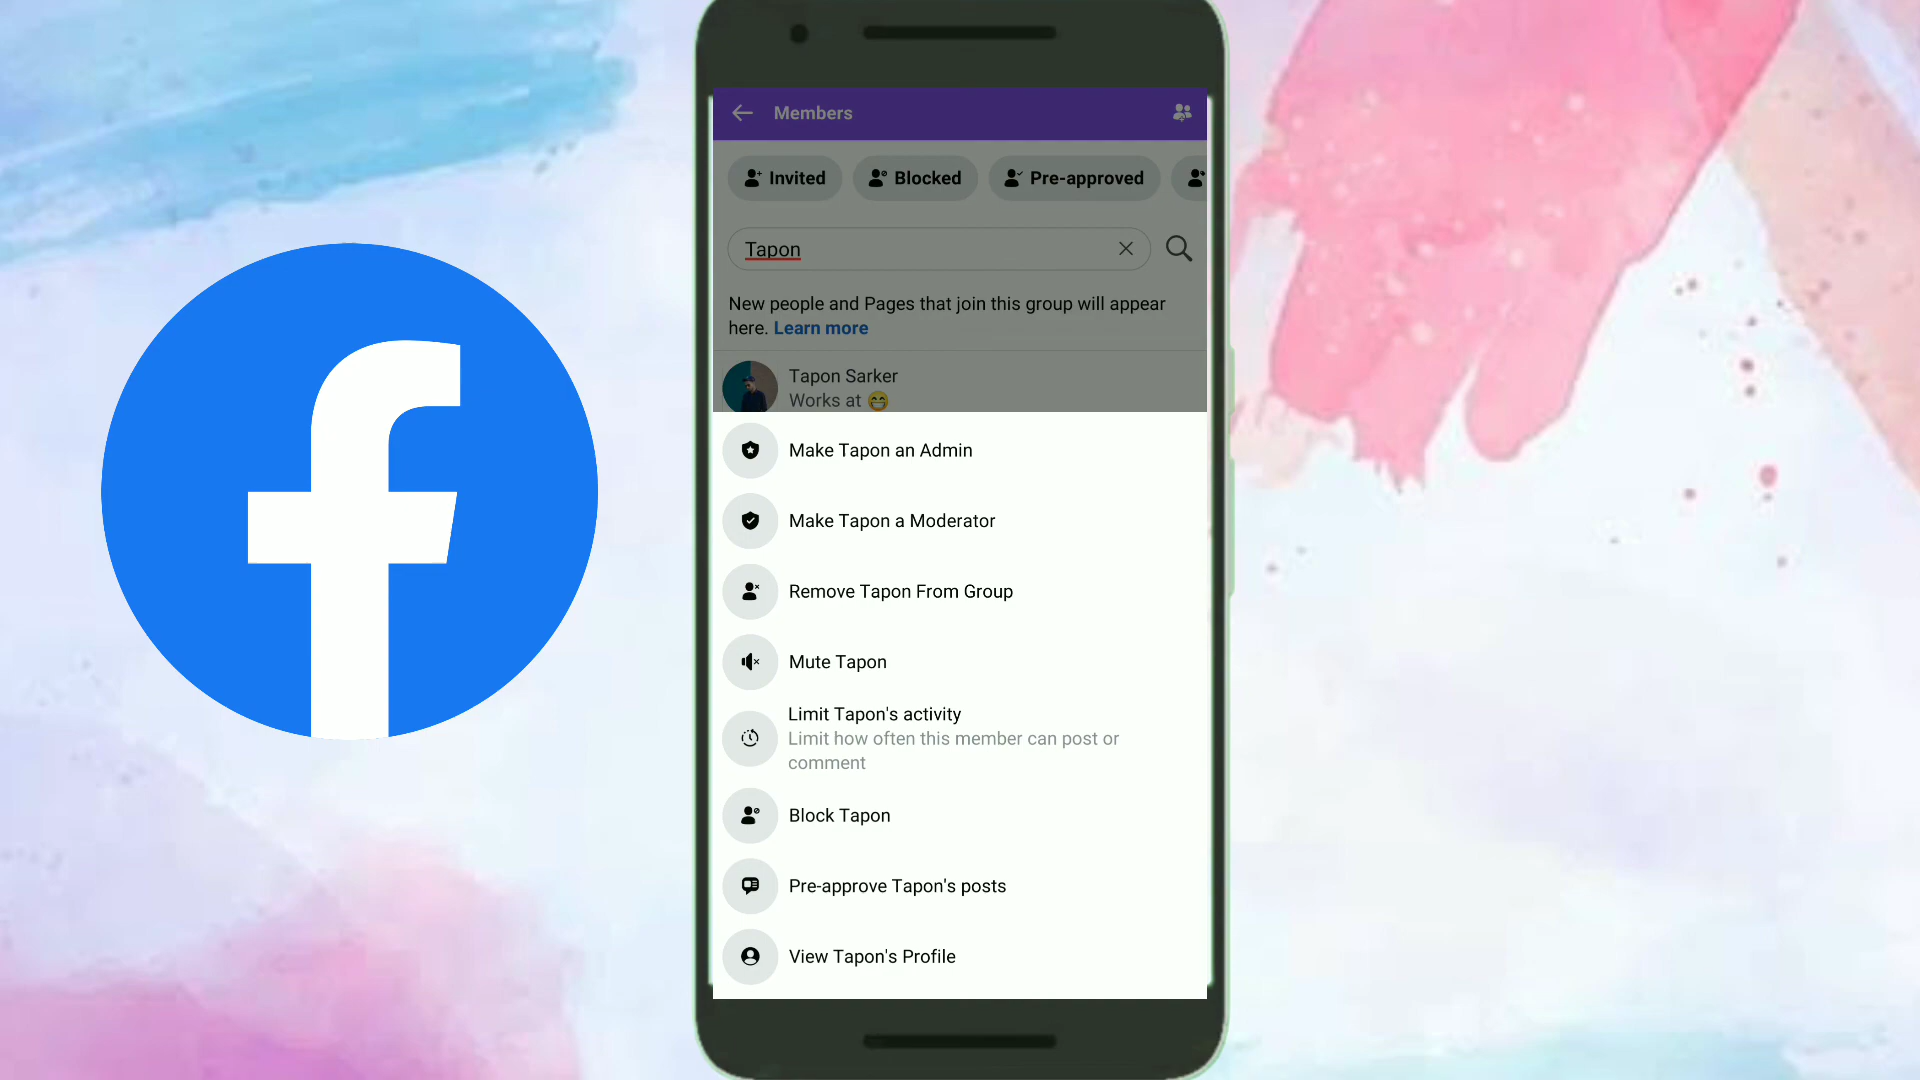 Members
Invited
Blocked
Pre-approved
Tapon
New people and Pages that join this group will appear
here. Learn more
Tapon Sarker
Works at 😁
Make Tapon an Admin
Make Tapon a Moderator
Remove Tapon From Group
Mute Tapon
Limit Tapon's activity
Limit how often this member can post or
comment
Block Tapon
Pre-approve Tapon's posts
View Tapon's Profile